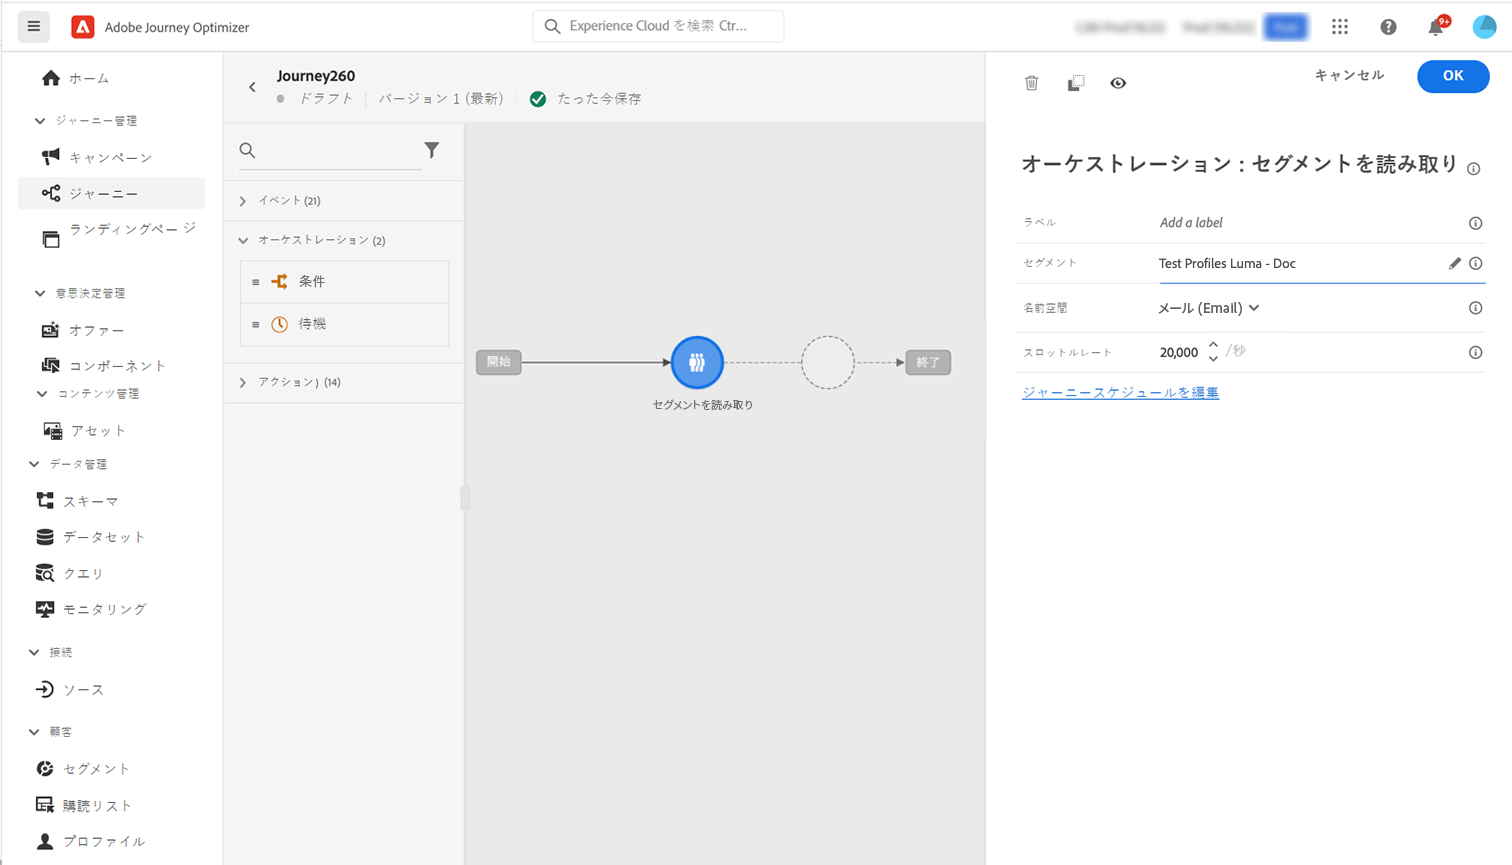 Adobe Journey Optimizer
Experience Cloud を検索 Ctr...
9+
ホーム
ジャーニー管理
キャンペーン
ジャーニー
ランディングページ
意思決定管理
オファー
コンポーネント
コンテンツ管理
アセット
データ管理
スキーマ
データセット
クエリ
モニタリング
接続
ソース
顧客
セグメント
購読リスト
プロファイル
Journey260
ドラフト
バージョン 1 (最新)
たった今保存
イベント (21)
オーケストレーション (2)
条件
待機
アクション ) (14)
開始
セグメントを読み取り
終了
キャンセル
OK
オーケストレーション : セグメントを読み取り
ラベル Add a label
セグメント Test Profiles Luma - Doc
名前空間 メール (Email)
スロットルレート 20,000 /秒
ジャーニースケジュールを編集